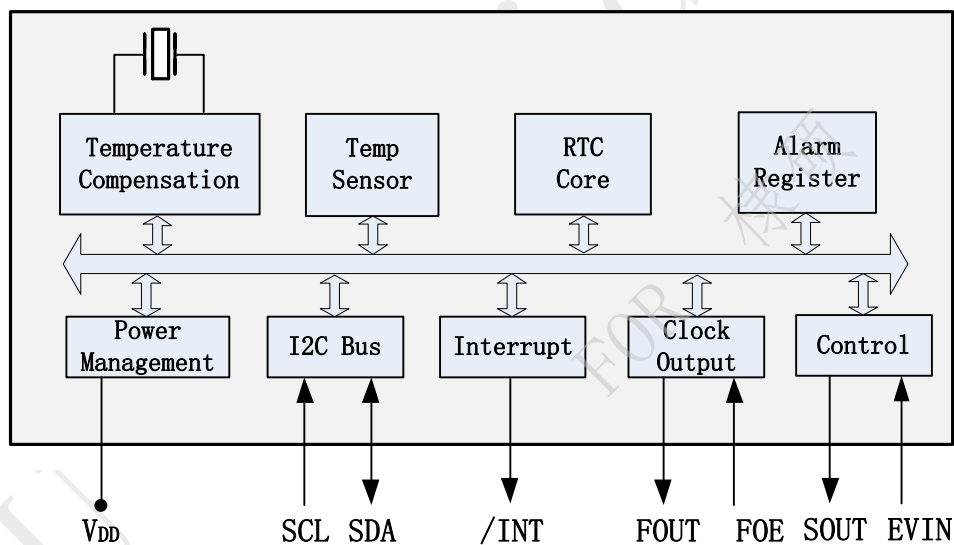 Temperature
Compensation
Temp
Sensor
RTC
Core
Alarm
Register
Power
Management
I2C Bus
Interrupt
Clock
Output
Control
VDD
SCL
SDA
/INT
FOUT
FOE
SOUT
EVIN
FOR